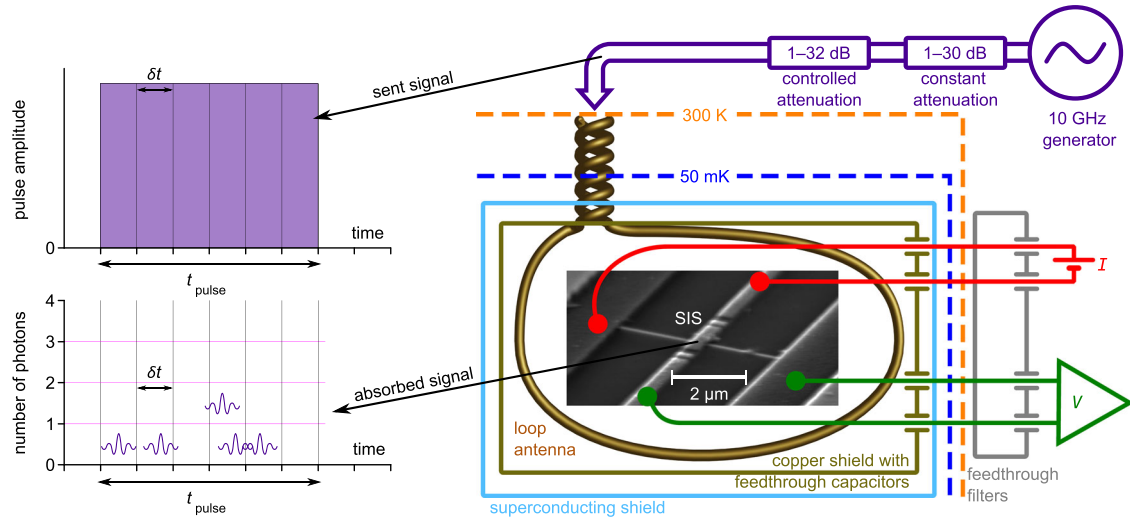 pulse amplitude
δt
0
time
t pulse
number of photons
4
3
2
1
0
δt
time
t pulse
sent signal
absorbed signal
1–32 dB
controlled
attenuation
1–30 dB
constant
attenuation
10 GHz
generator
300 K
50 mK
I
SIS
2 μm
V
loop
antenna
copper shield with
feedthrough capacitors
feedthrough
filters
superconducting shield